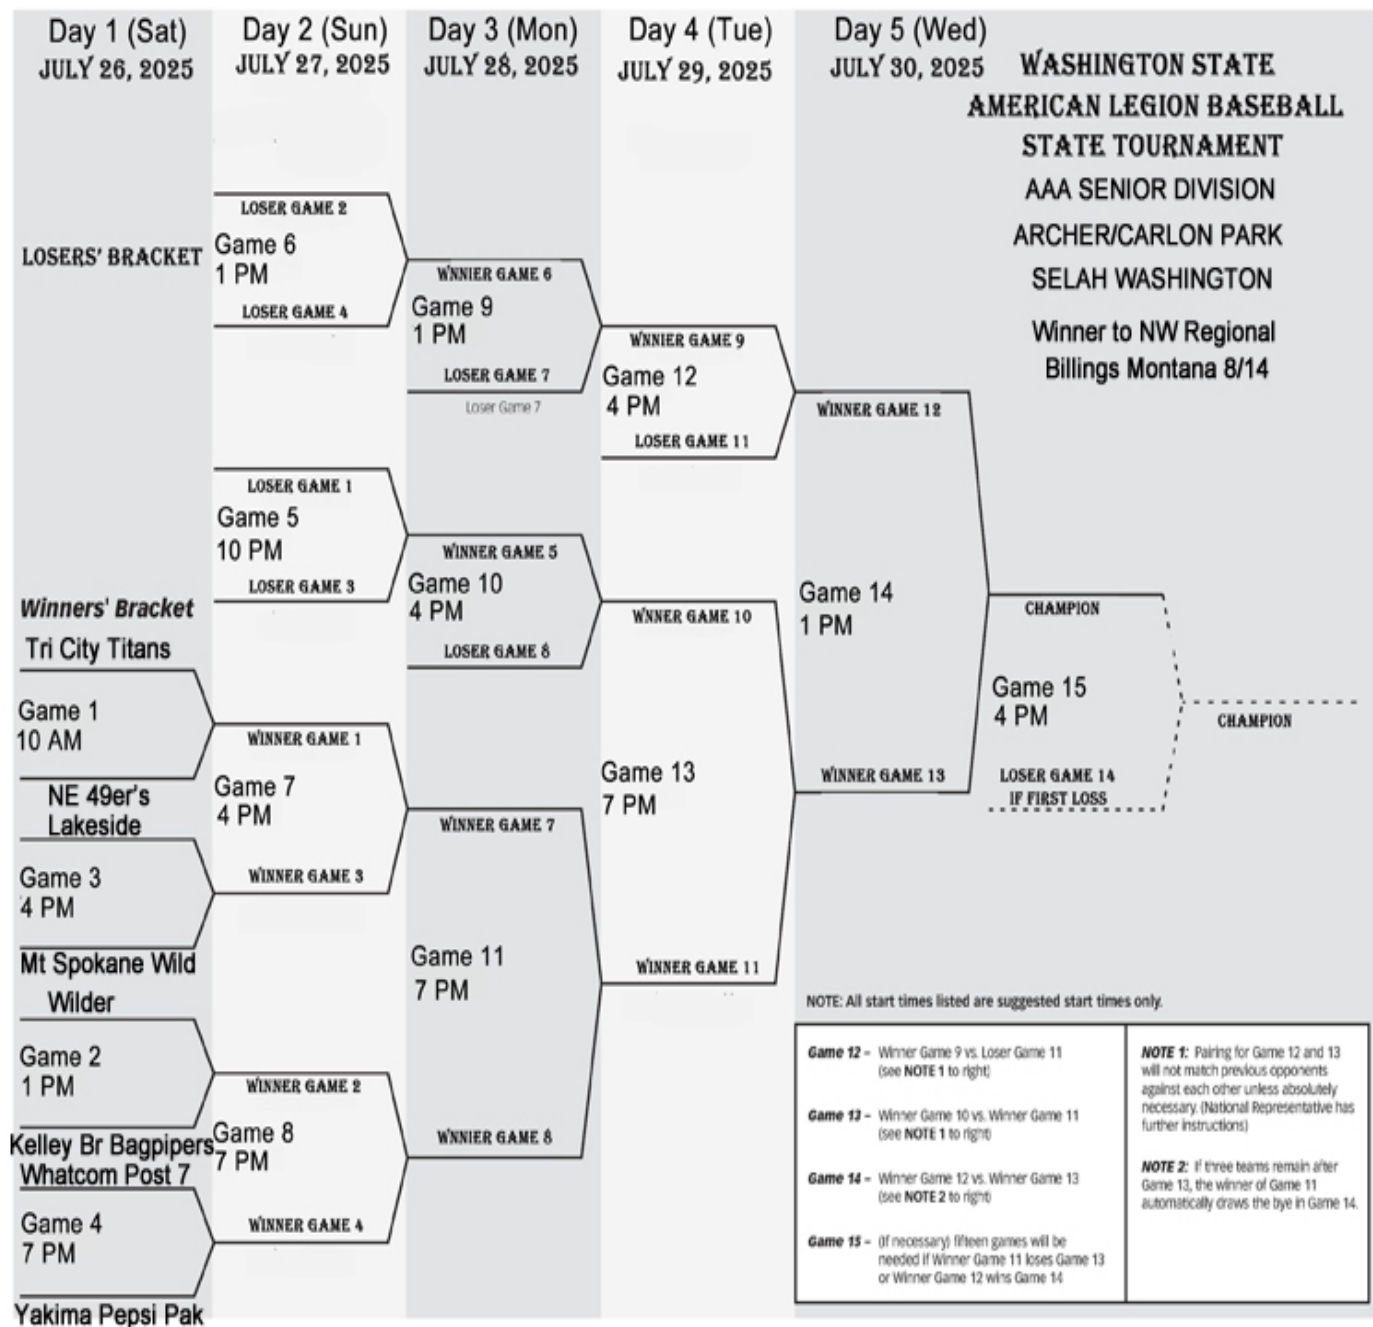 Day 1 (Sat)
JULY 26, 2025
Day 2 (Sun)
JULY 27, 2025
Day 3 (Mon)
JULY 28, 2025
Day 4 (Tue)
JULY 29, 2025
Day 5 (Wed)
JULY 30, 2025
WASHINGTON STATE
AMERICAN LEGION BASEBALL
STATE TOURNAMENT
AAA SENIOR DIVISION
ARCHER/CARLON PARK
SELAH WASHINGTON
Winner to NW Regional
Billings Montana 8/14
LOSERS' BRACKET
LOSER GAME 2
Game 6
1 PM
LOSER GAME 4
WNNIER GAME 6
Game 9
1 PM
LOSER GAME 7
Loser Game 7
WNNIER GAME 9
Game 12
4 PM
LOSER GAME 11
WINNER GAME 12
LOSER GAME 1
Game 5
10 PM
LOSER GAME 3
WINNER GAME 5
Game 10
4 PM
LOSER GAME 8
WNNER GAME 10
Game 13
7 PM
WINNER GAME 11
Game 14
1 PM
WINNER GAME 13
CHAMPION
Game 15
4 PM
LOSER GAME 14
IF FIRST LOSS
CHAMPION
Winners' Bracket
Tri City Titans
Game 1
10 AM
NE 49er's
Lakeside
Game 3
4 PM
Mt Spokane Wild
Wilder
Game 2
1 PM
Kelley Br Bagpipers
Whatcom Post 7
Game 4
7 PM
Yakima Pepsi Pak
WINNER GAME 1
Game 7
4 PM
WINNER GAME 3
WINNER GAME 2
Game 8
7 PM
WINNER GAME 4
WINNER GAME 7
Game 11
7 PM
WNNIER GAME 8
NOTE: All start times listed are suggested start times only.
Game 12 – Winner Game 9 vs. Loser Game 11
(see NOTE 1 to right)
Game 13 – Winner Game 10 vs. Winner Game 11
(see NOTE 1 to right)
Game 14 – Winner Game 12 vs. Winner Game 13
(see NOTE 2 to right)
Game 15 – (If necessary) fifteen games will be
needed if Winner Game 11 loses Game 13
or Winner Game 12 wins Game 14
NOTE 1: Pairing for Game 12 and 13
will not match previous opponents
against each other unless absolutely
necessary. (National Representative has
further instructions)
NOTE 2: If three teams remain after
Game 13, the winner of Game 11
automatically draws the bye in Game 14.